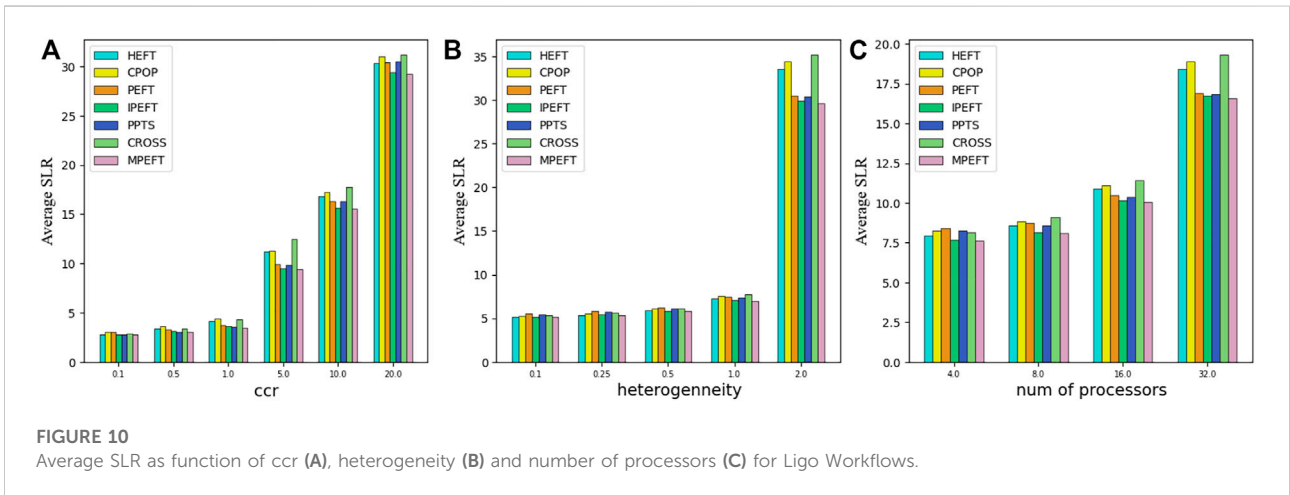 A
HEFT
CPOP
PEFT
IPEFT
PPTS
CROSS
MPEFT
Average SLR
30
25
20
15
10
5
0
0.1 0.5 1.0 5.0 10.0 20.0
ccr
B
HEFT
CPOP
PEFT
IPEFT
PPTS
CROSS
MPEFT
Average SLR
35
30
25
20
15
10
5
0
0.1 0.25 0.5 1.0 2.0
heterogenneity
C
HEFT
CPOP
PEFT
IPEFT
PPTS
CROSS
MPEFT
Average SLR
20.0
17.5
15.0
12.5
10.0
7.5
5.0
2.5
0.0
4.0 8.0 16.0 32.0
num of processors
FIGURE 10
Average SLR as function of ccr (A), heterogeneity (B) and number of processors (C) for Ligo Workflows.